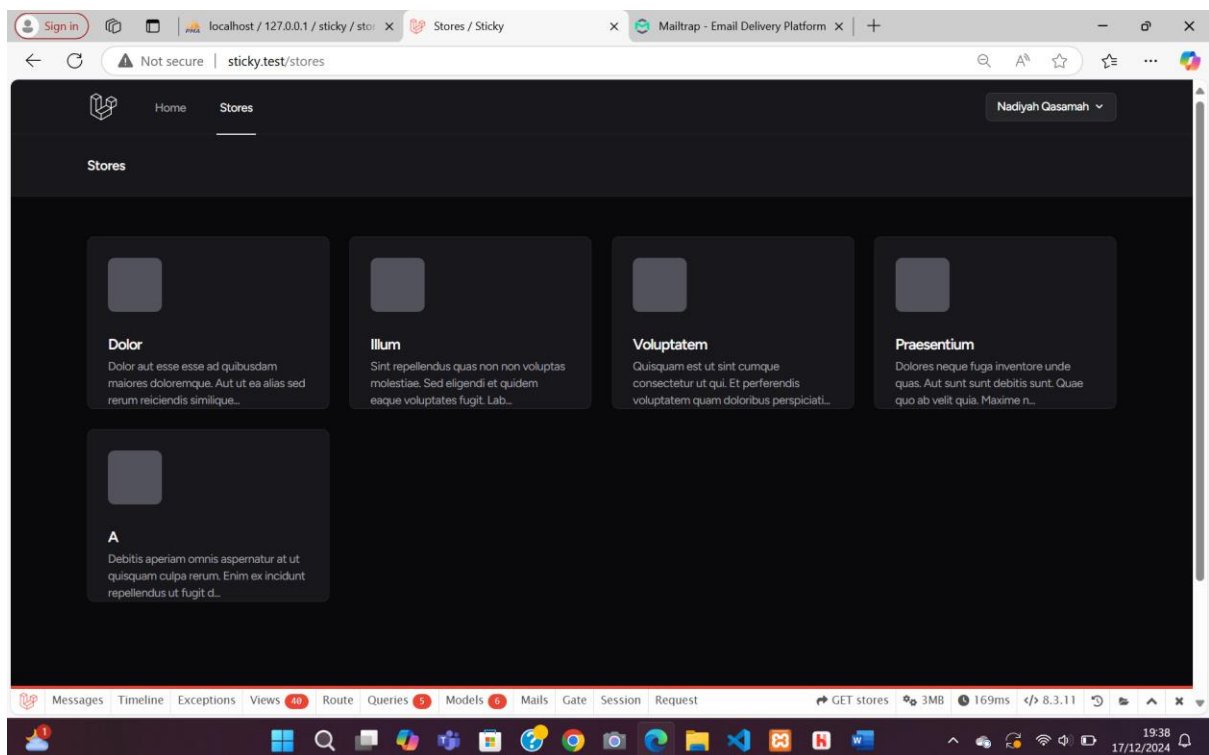 Sign in
localhost / 127.0.0.1 / sticky / sto
Stores / Sticky
Mailtrap - Email Delivery Platform
Not secure | sticky.test/stores
Home
Stores
Nadiyah Qasamah
Stores
Dolor
Dolor aut esse esse ad quibusdam
maiores doloremque. Aut ut ea alias sed
rerum reiciendis similique...
Illum
Sint repellendus quas non non voluptas
molestiae. Sed eligendi et quidem
eaque voluptates fugit. Lab...
Voluptatem
Quisquam est ut sint cumque
consectetur ut qui. Et perferendis
voluptatem quam doloribus perspiciati...
Praesentium
Dolores neque fuga inventore unde
quas. Aut sunt sunt debitis sunt. Quae
quo ab velit quia. Maxime n...
A
Debitis aperiam omnis aspernatur at ut
quisquam culpa rerum. Enim ex incidunt
repellendus ut fugit d...
Messages Timeline Exceptions Views 40 Route Queries 5 Models 6 Mails Gate Session Request GET stores 3MB 169ms 8.3.11
1
19:38
17/12/2024